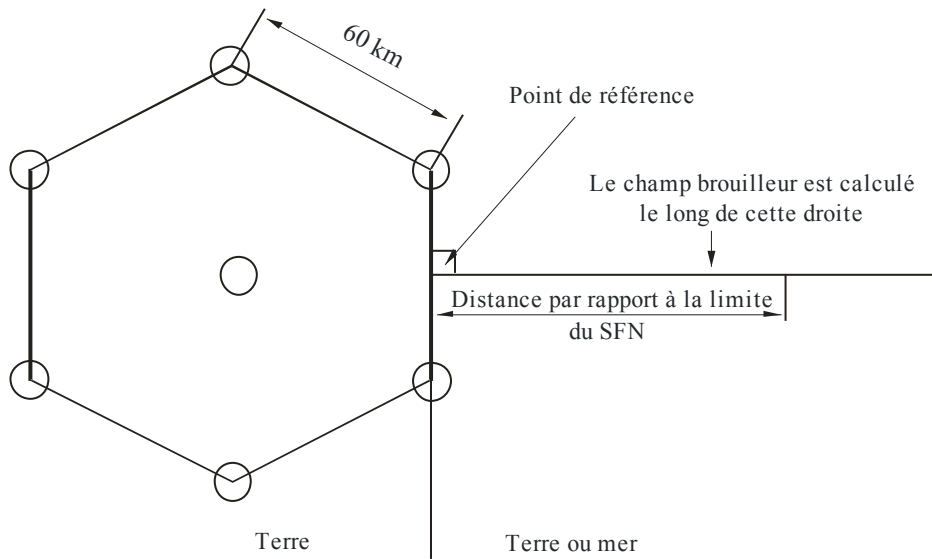 60 km
Point de référence
Le champ brouilleur est calculé
le long de cette droite
Distance par rapport à la limite
du SFN
Terre
Terre ou mer